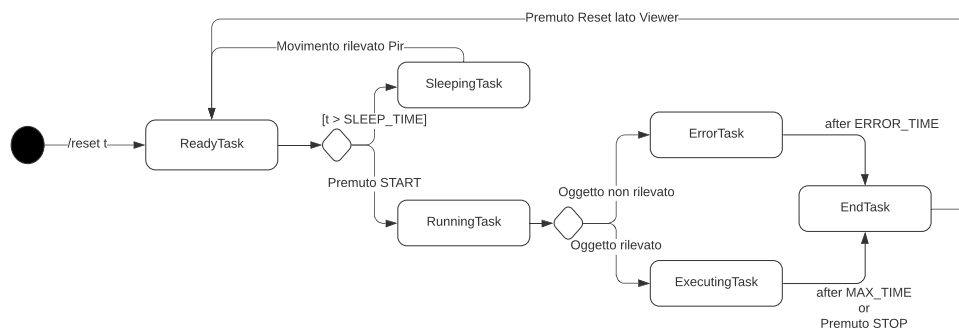 Premuto Reset lato Viewer
Movimento rilevato Pir
SleepingTask
[t > SLEEP_TIME]
/reset t
ReadyTask
Premuto START
RunningTask
ErrorTask
after ERROR_TIME
Oggetto non rilevato
EndTask
Oggetto rilevato
ExecutingTask
after MAX_TIME
or
Premuto STOP